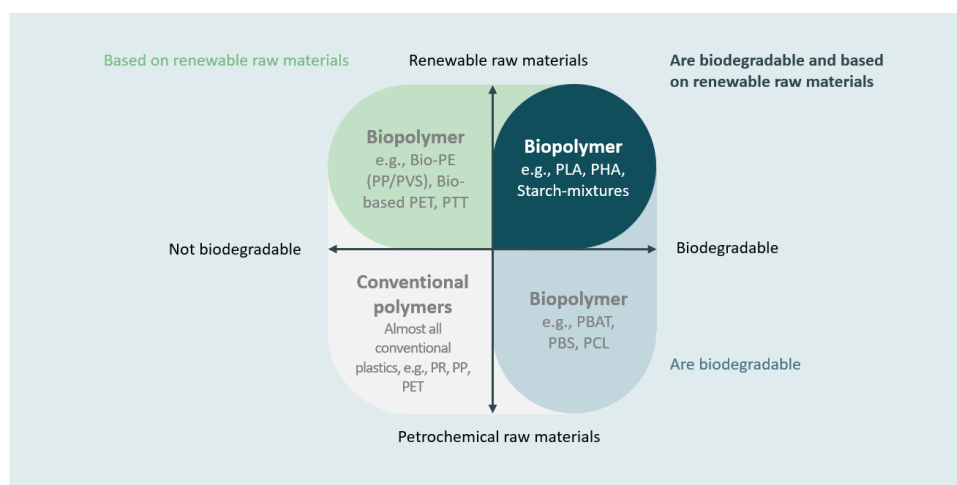 Based on renewable raw materials
Renewable raw materials
Are biodegradable and based
on renewable raw materials
Biopolymer
e.g., Bio-PE
(PP/PVS), Bio-
based PET, PTT
Biopolymer
e.g., PLA, PHA,
Starch-mixtures
Not biodegradable
Biodegradable
Conventional
polymers
Almost all
conventional
plastics, e.g., PR, PP,
PET
Biopolymer
e.g., PBAT,
PBS, PCL
Are biodegradable
Petrochemical raw materials